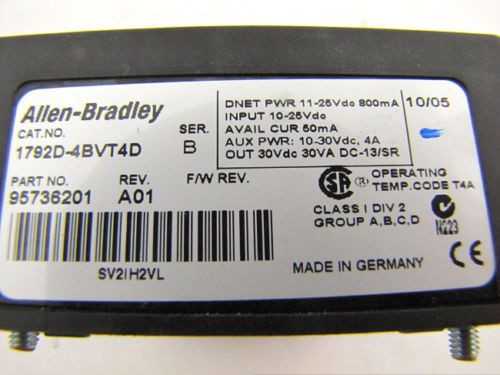 Allen-Bradley
CAT.NO. SER.
1792D-4BVT4D B
PART NO. REV. F/W REV.
95736201 A01
SV2IH2VL
DNET PWR 11-25Vdc 800mA
INPUT 10-25Vdc
AVAIL CUR 50mA
AUX PWR: 10-30Vdc, 4A
OUT 30Vdc 30VA DC-13/SR
10/05
SA ® OPERATING
TEMP.CODE T4A
CLASS I DIV 2
GROUP A,B,C,D
N223
MADE IN GERMANY
CE